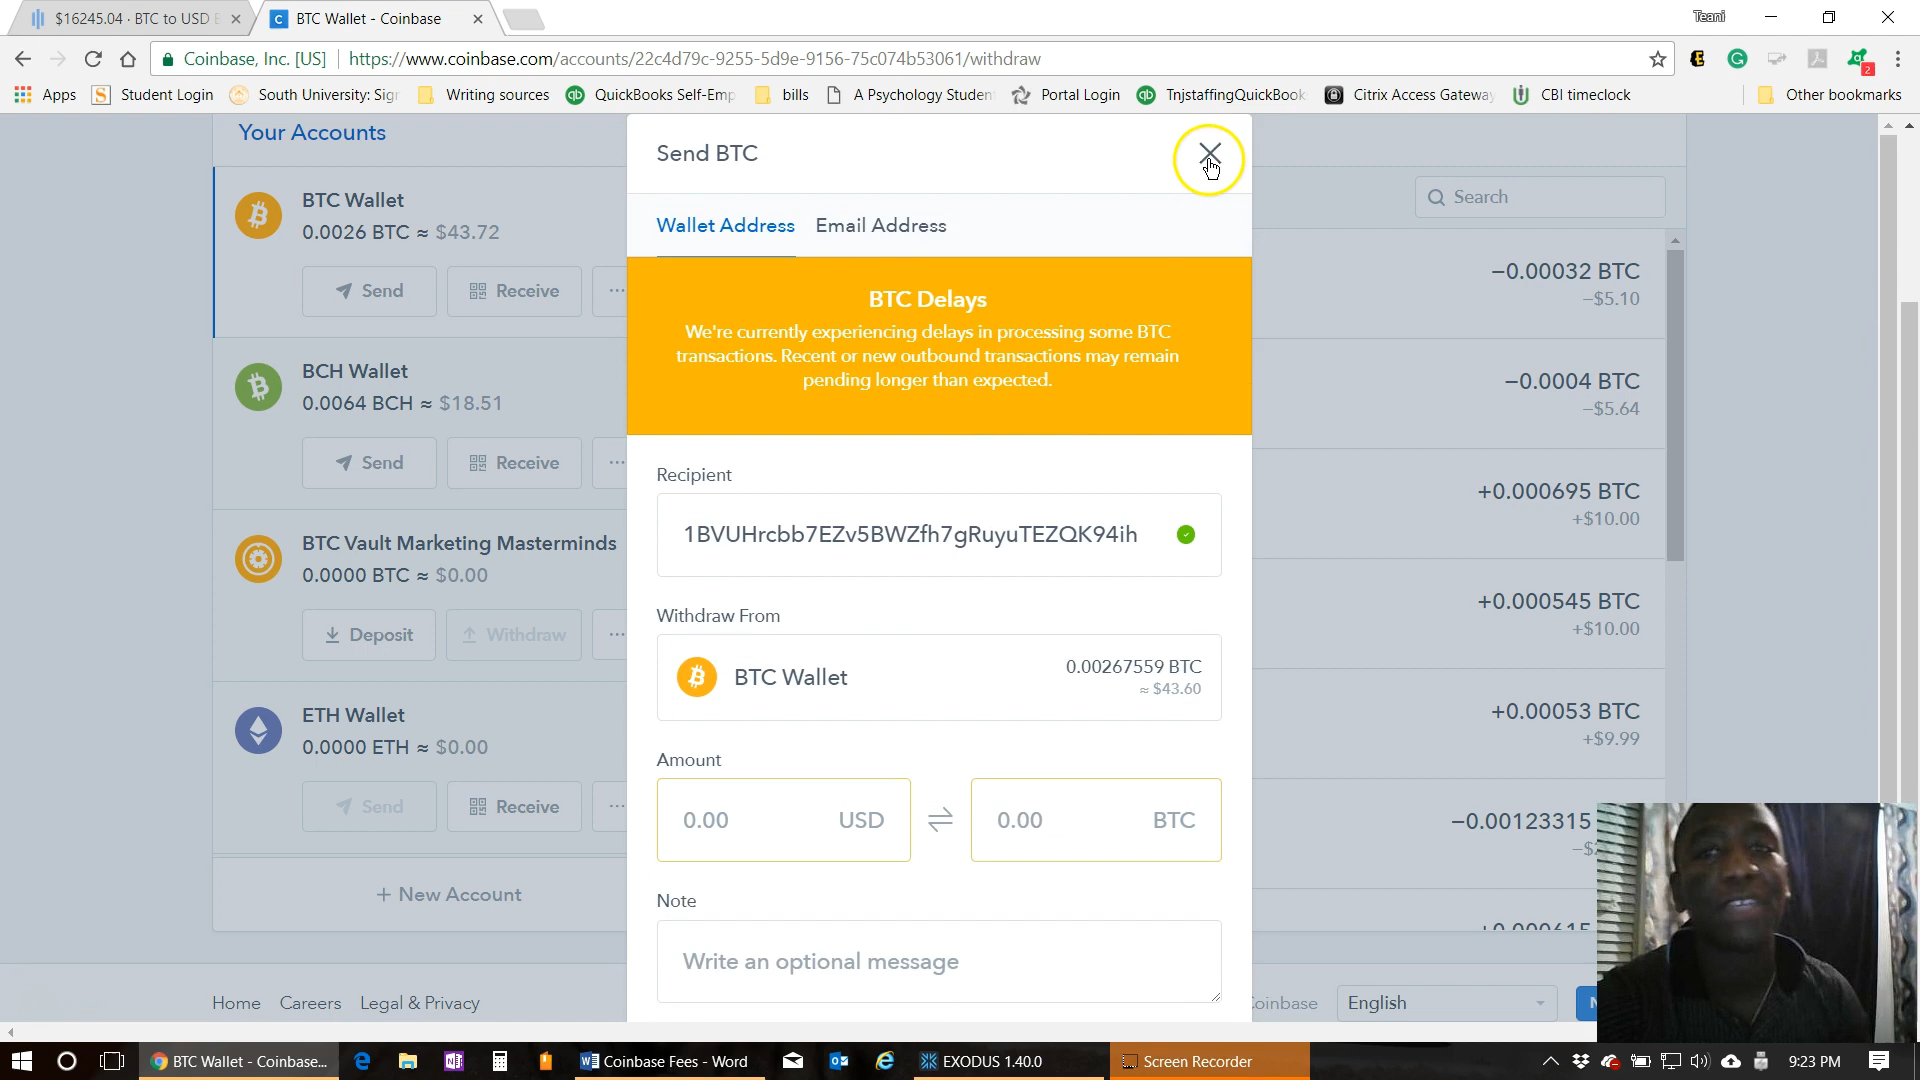 $16245.04 · BTC to USD E
BTC Wallet - Coinbase
Teani
Coinbase, Inc. [US]
https://www.coinbase.com/accounts/22c4d79c-9255-5d9e-9156-75c074b53061/withdraw
2
Apps
Student Login
South University: Sig
Writing sources
QuickBooks Self-Emp
bills
A Psychology Studen
Portal Login
TnjstaffingQuickBook
Citrix Access Gateway
CBI timeclock
Other bookmarks
Your Accounts
BTC Wallet
0.0026 BTC ≈ $43.72
Send
Receive
BCH Wallet
0.0064 BCH ≈ $18.51
Send
Receive
BTC Vault Marketing Masterminds
0.0000 BTC ≈ $0.00
Deposit
Withdraw
ETH Wallet
0.0000 ETH ≈ $0.00
Send
Receive
+ New Account
Send BTC
Wallet Address
Email Address
BTC Delays
We're currently experiencing delays in processing some BTC
transactions. Recent or new outbound transactions may remain
pending longer than expected.
Recipient
1BVUHrcbb7EZv5BWZfh7gRuyuTEZQK94ih
Withdraw From
BTC Wallet
0.00267559 BTC
≈ $43.60
Amount
0.00 USD
0.00 BTC
Note
Write an optional message
Search
−0.00032 BTC
−$5.10
−0.0004 BTC
−$5.64
+0.000695 BTC
+$10.00
+0.000545 BTC
+$10.00
+0.00053 BTC
+$9.99
−0.00123315
−$
+0.000615
Home
Careers
Legal & Privacy
Coinbase
English
BTC Wallet - Coinbase...
Coinbase Fees - Word
EXODUS 1.40.0
Screen Recorder
9:23 PM